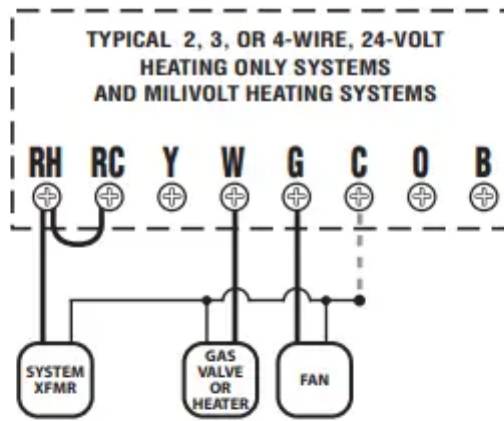 TYPICAL 2, 3, OR 4-WIRE, 24-VOLT
HEATING ONLY SYSTEMS
AND MILIVOLT HEATING SYSTEMS
RH RC Y W G C O B
SYSTEM
XFMR
GAS
VALVE
OR
HEATER
FAN